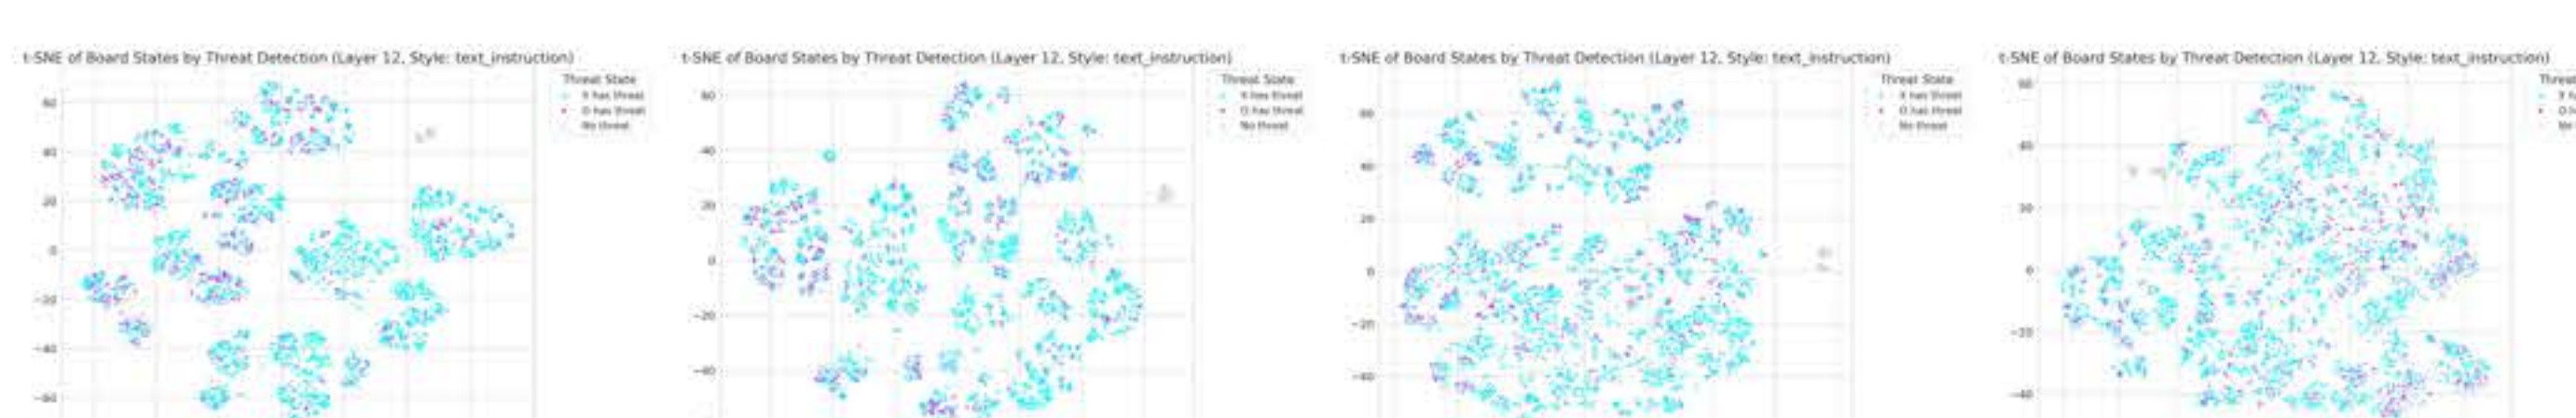 t-SNE of Board States by Threat Detection (Layer 12, Style: text_instruction)
Threat State
X has threat
O has threat
No threat
60
40
20
0
−20
−40
−60
t-SNE of Board States by Threat Detection (Layer 12, Style: text_instruction)
Threat State
X has threat
O has threat
No threat
60
40
20
0
−20
−40
t-SNE of Board States by Threat Detection (Layer 12, Style: text_instruction)
Threat State
X has threat
O has threat
No threat
60
40
20
0
−20
−40
t-SNE of Board States by Threat Detection (Layer 12, Style: text_instruction)
Threat
60
40
20
0
−20
−40